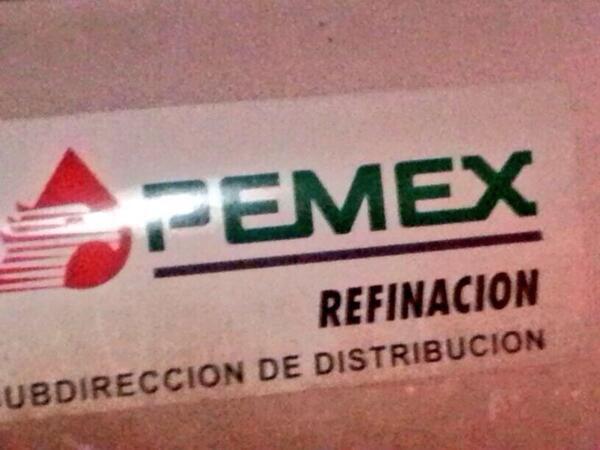 PEMEX
REFINACION
SUBDIRECCION DE DISTRIBUCION